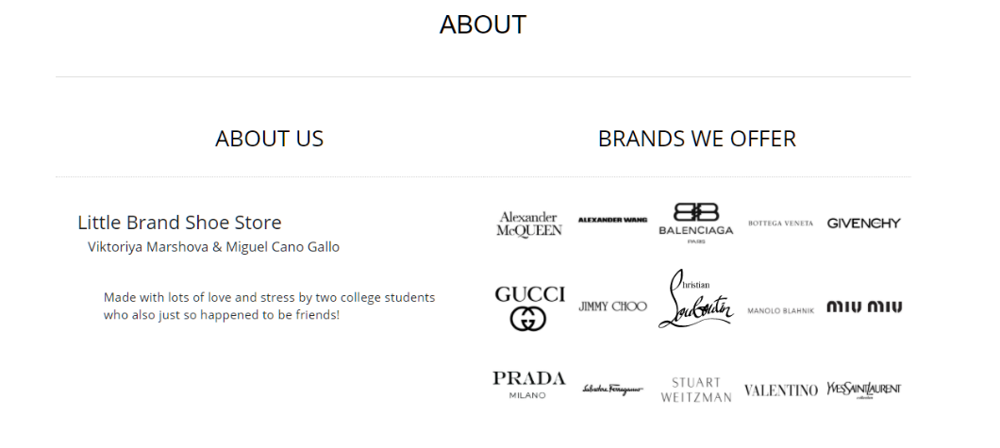 ABOUT
ABOUT US
Little Brand Shoe Store
Viktoriya Marshova & Miguel Cano Gallo
Made with lots of love and stress by two college students
who also just so happened to be friends!
BRANDS WE OFFER
Alexander
McQUEEN
ALEXANDER WANG
BALENCIAGA
PARIS
BOTTEGA VENETA
GIVENCHY
GUCCI
JIMMY CHOO
Christian
Louboutin
MANOLO BLAHNIK
miu miu
PRADA
MILANO
Salvatore Ferragamo
STUART
WEITZMAN
VALENTINO
YVESSAINTLAURENT